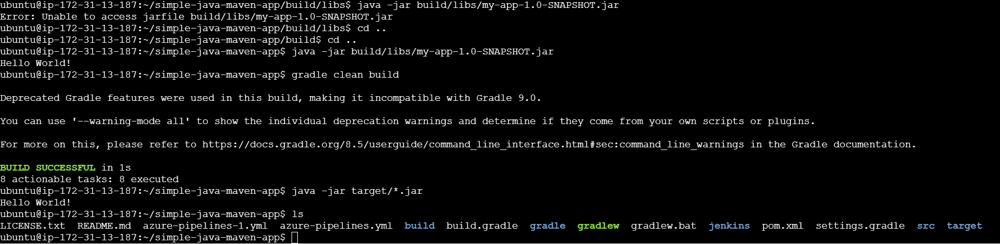 ubuntu@ip-172-31-13-187:~/simple-java-maven-app/build/libs$ java -jar build/libs/my-app-1.0-SNAPSHOT.jar
Error: Unable to access jarfile build/libs/my-app-1.0-SNAPSHOT.jar
ubuntu@ip-172-31-13-187:~/simple-java-maven-app/build/libs$ cd ..
ubuntu@ip-172-31-13-187:~/simple-java-maven-app/build$ cd ..
ubuntu@ip-172-31-13-187:~/simple-java-maven-app$ java -jar build/libs/my-app-1.0-SNAPSHOT.jar
Hello World!
ubuntu@ip-172-31-13-187:~/simple-java-maven-app$ gradle clean build
Deprecated Gradle features were used in this build, making it incompatible with Gradle 9.0.
You can use '--warning-mode all' to show the individual deprecation warnings and determine if they come from your own scripts or plugins.
For more on this, please refer to https://docs.gradle.org/8.5/userguide/command_line_interface.html#sec:command_line_warnings in the Gradle documentation.
BUILD SUCCESSFUL in 1s
8 actionable tasks: 8 executed
ubuntu@ip-172-31-13-187:~/simple-java-maven-app$ java -jar target/*.jar
Hello World!
ubuntu@ip-172-31-13-187:~/simple-java-maven-app$ ls
LICENSE.txt  README.md  azure-pipelines-1.yml  azure-pipelines.yml  build  build.gradle  gradle  gradlew  gradlew.bat  jenkins  pom.xml  settings.gradle  src  target
ubuntu@ip-172-31-13-187:~/simple-java-maven-app$